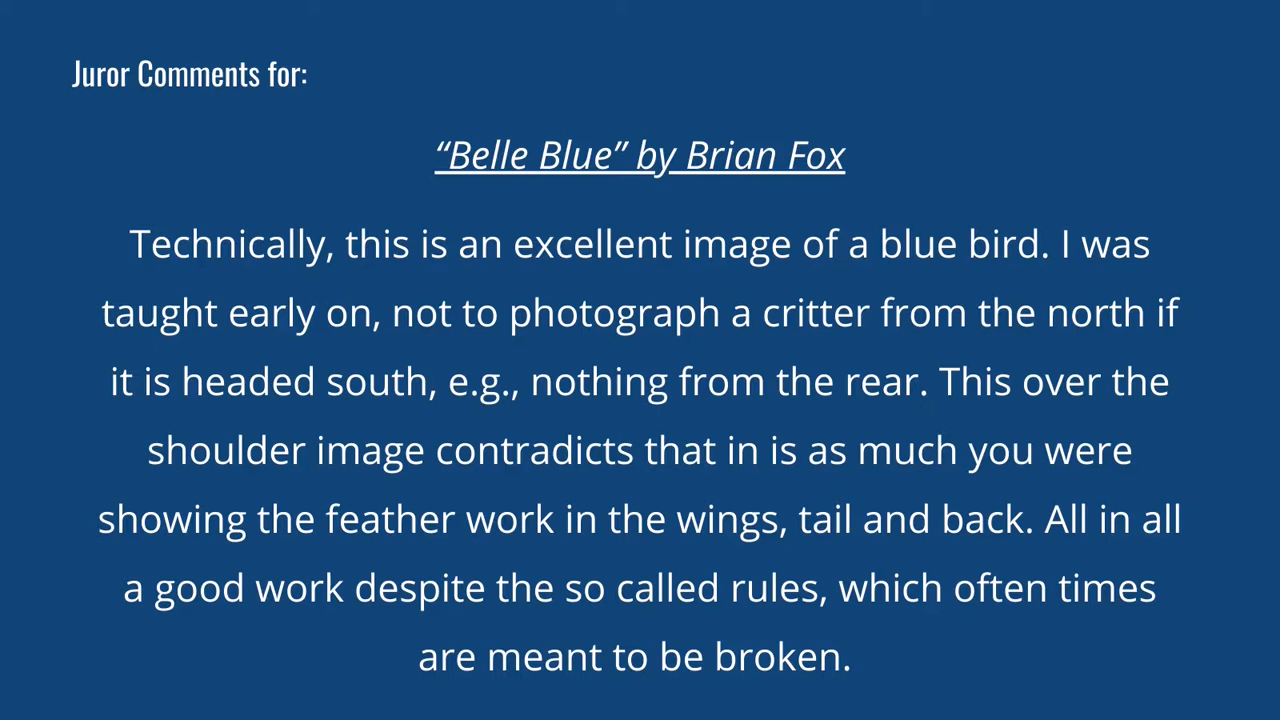 Juror Comments for:
“Belle Blue” by Brian Fox
Technically, this is an excellent image of a blue bird. I was
taught early on, not to photograph a critter from the north if
it is headed south, e.g., nothing from the rear. This over the
shoulder image contradicts that in is as much you were
showing the feather work in the wings, tail and back. All in all
a good work despite the so called rules, which often times
are meant to be broken.